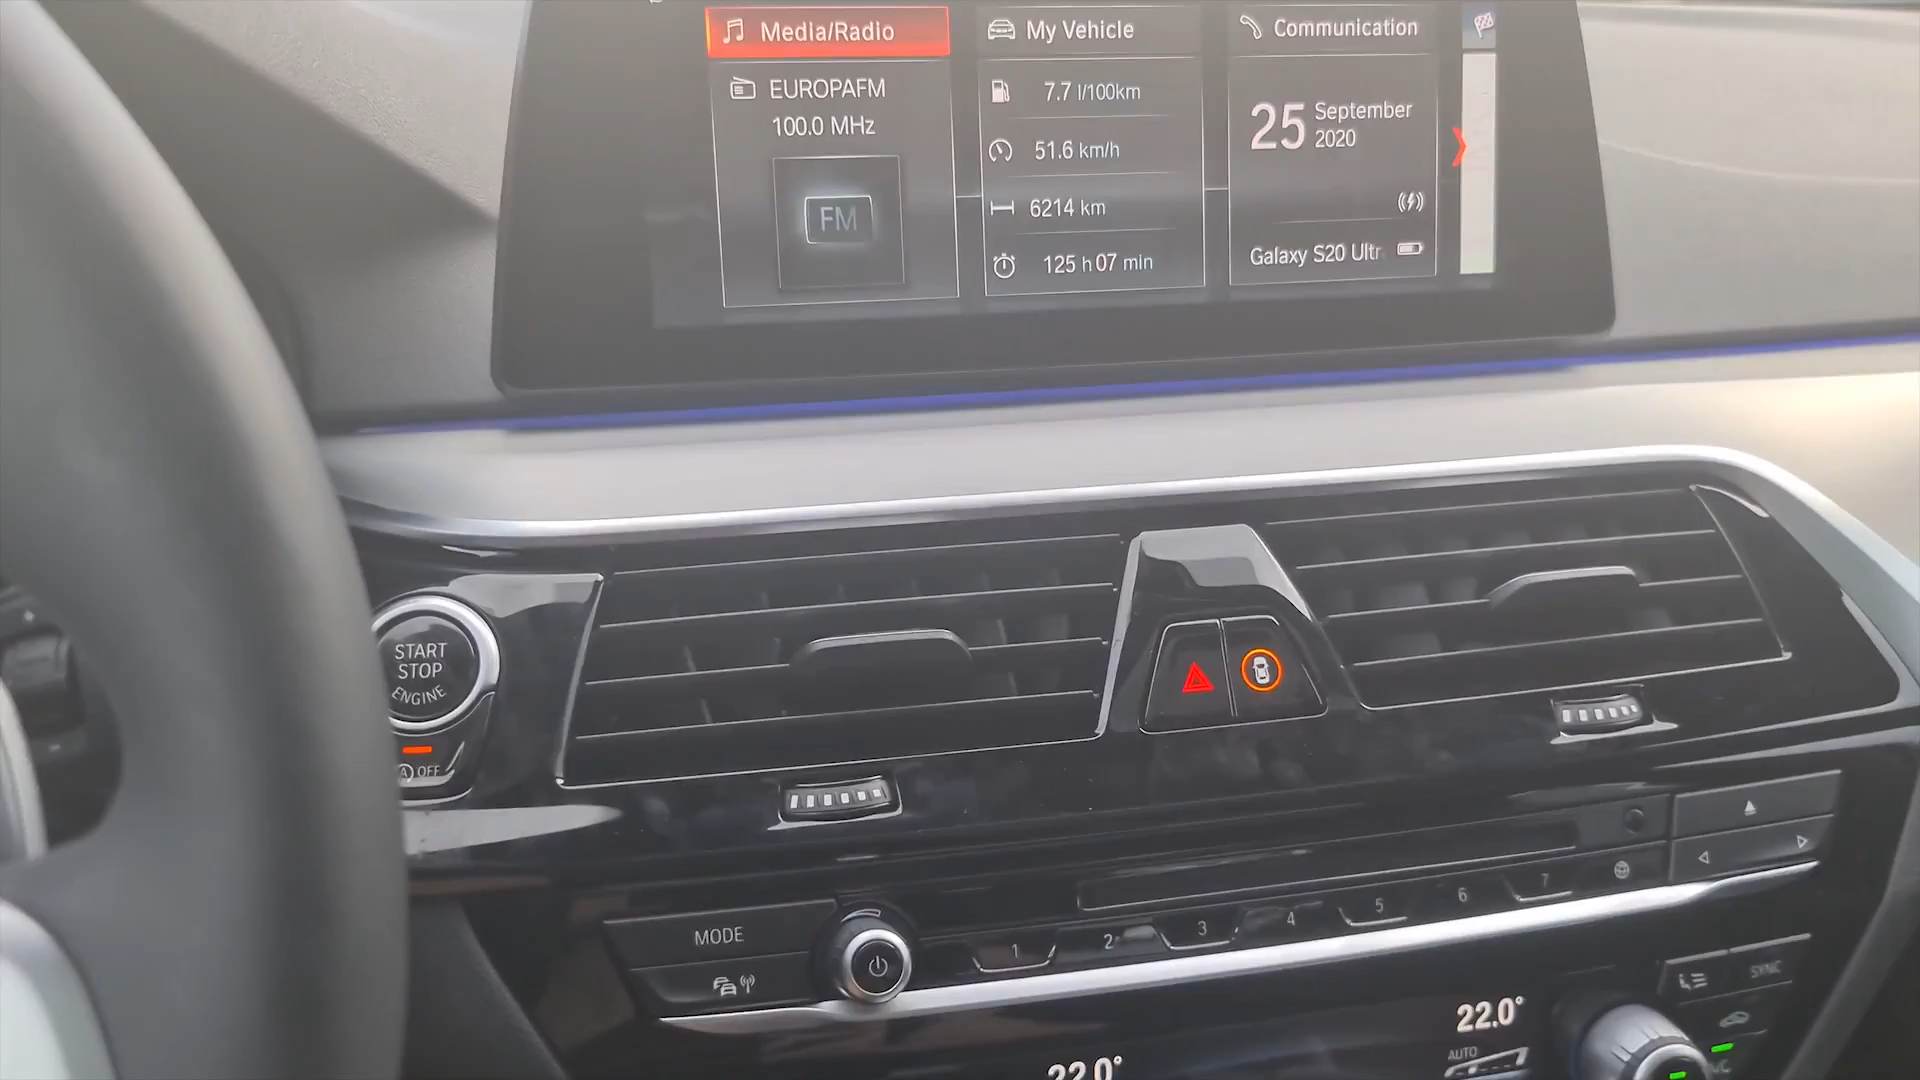 Media/Radio
My Vehicle
Communication
EUROPAFM
100.0 MHz
FM
7.7 l/100km
51.6 km/h
6214 km
125 h 07 min
25 September
2020
Galaxy S20 Ultr
START
STOP
ENGINE
A OFF
MODE
1 2 3 4 5 6 7
SYNC
22.0°
AUTO
22.0°